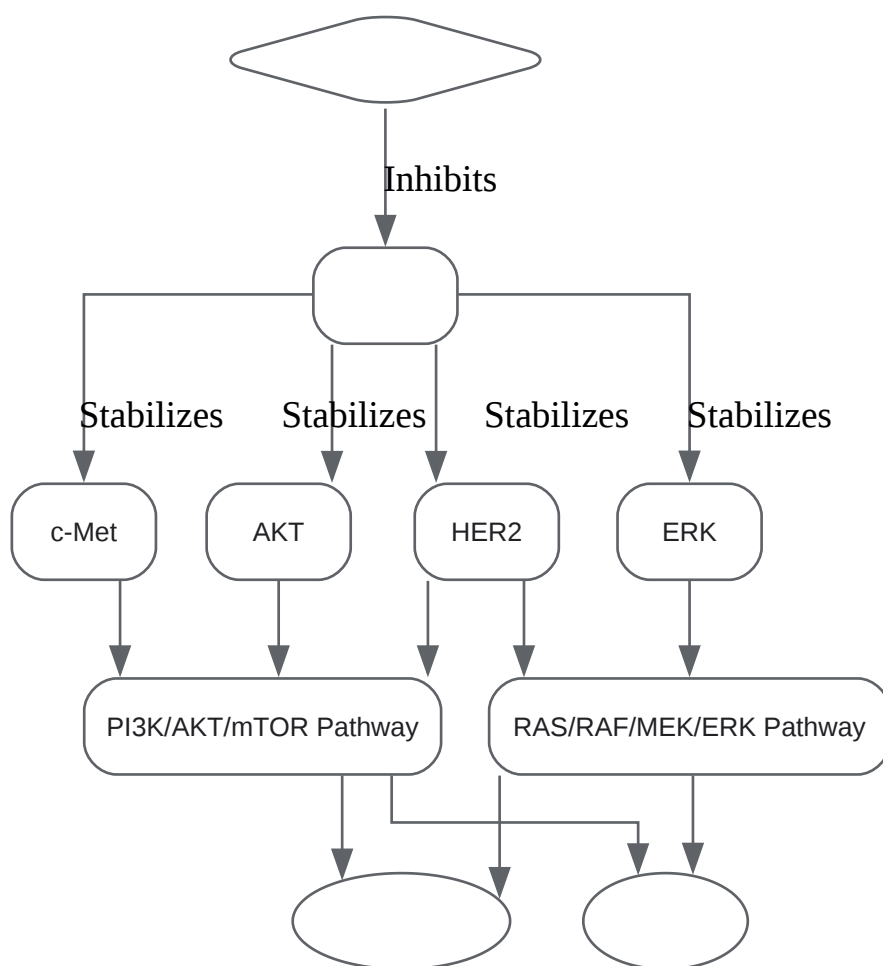 Inhibits
Stabilizes Stabilizes Stabilizes Stabilizes
c-Met AKT HER2 ERK
PI3K/AKT/mTOR Pathway RAS/RAF/MEK/ERK Pathway